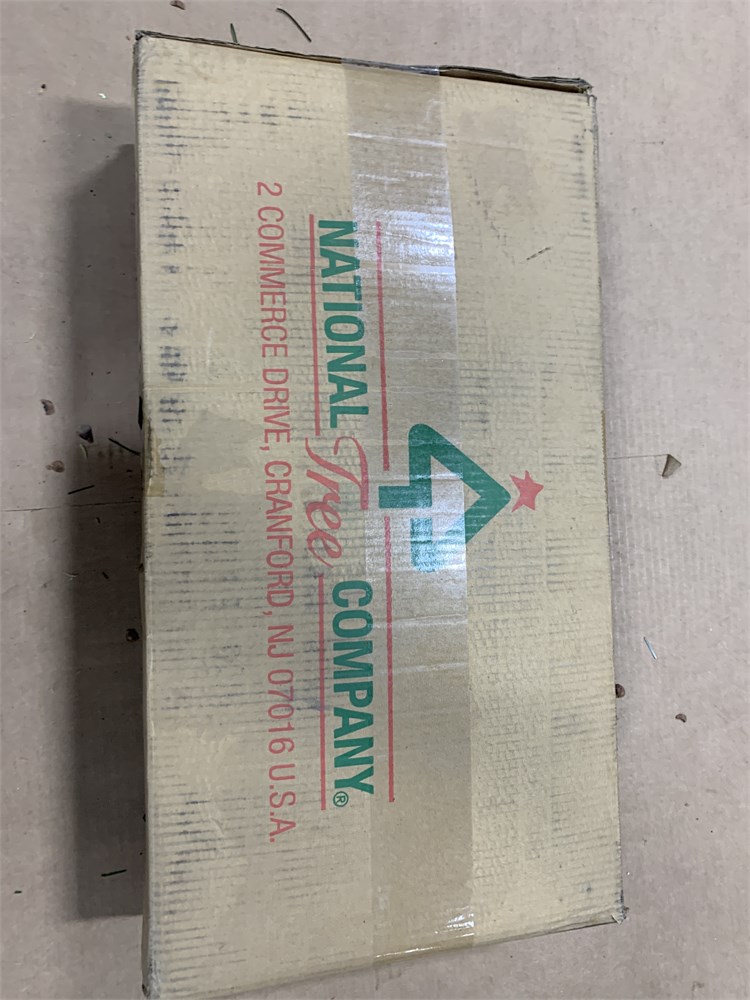 NATIONAL Tree COMPANY®
2 COMMERCE DRIVE, CRANFORD, NJ 07016 U.S.A.